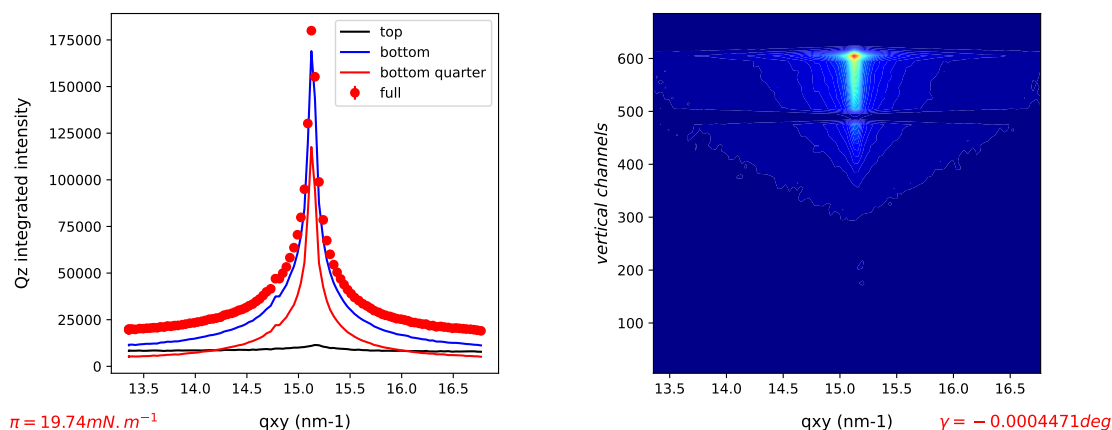 175000
150000
125000
100000
75000
50000
25000
0
Qz integrated intensity
13.5 14.0 14.5 15.0 15.5 16.0 16.5
qxy (nm-1)
top
bottom
bottom quarter
full
π = 19.74mN.m⁻¹
600
500
400
300
200
100
vertical channels
13.5 14.0 14.5 15.0 15.5 16.0 16.5
qxy (nm-1)
γ = − 0.0004471deg